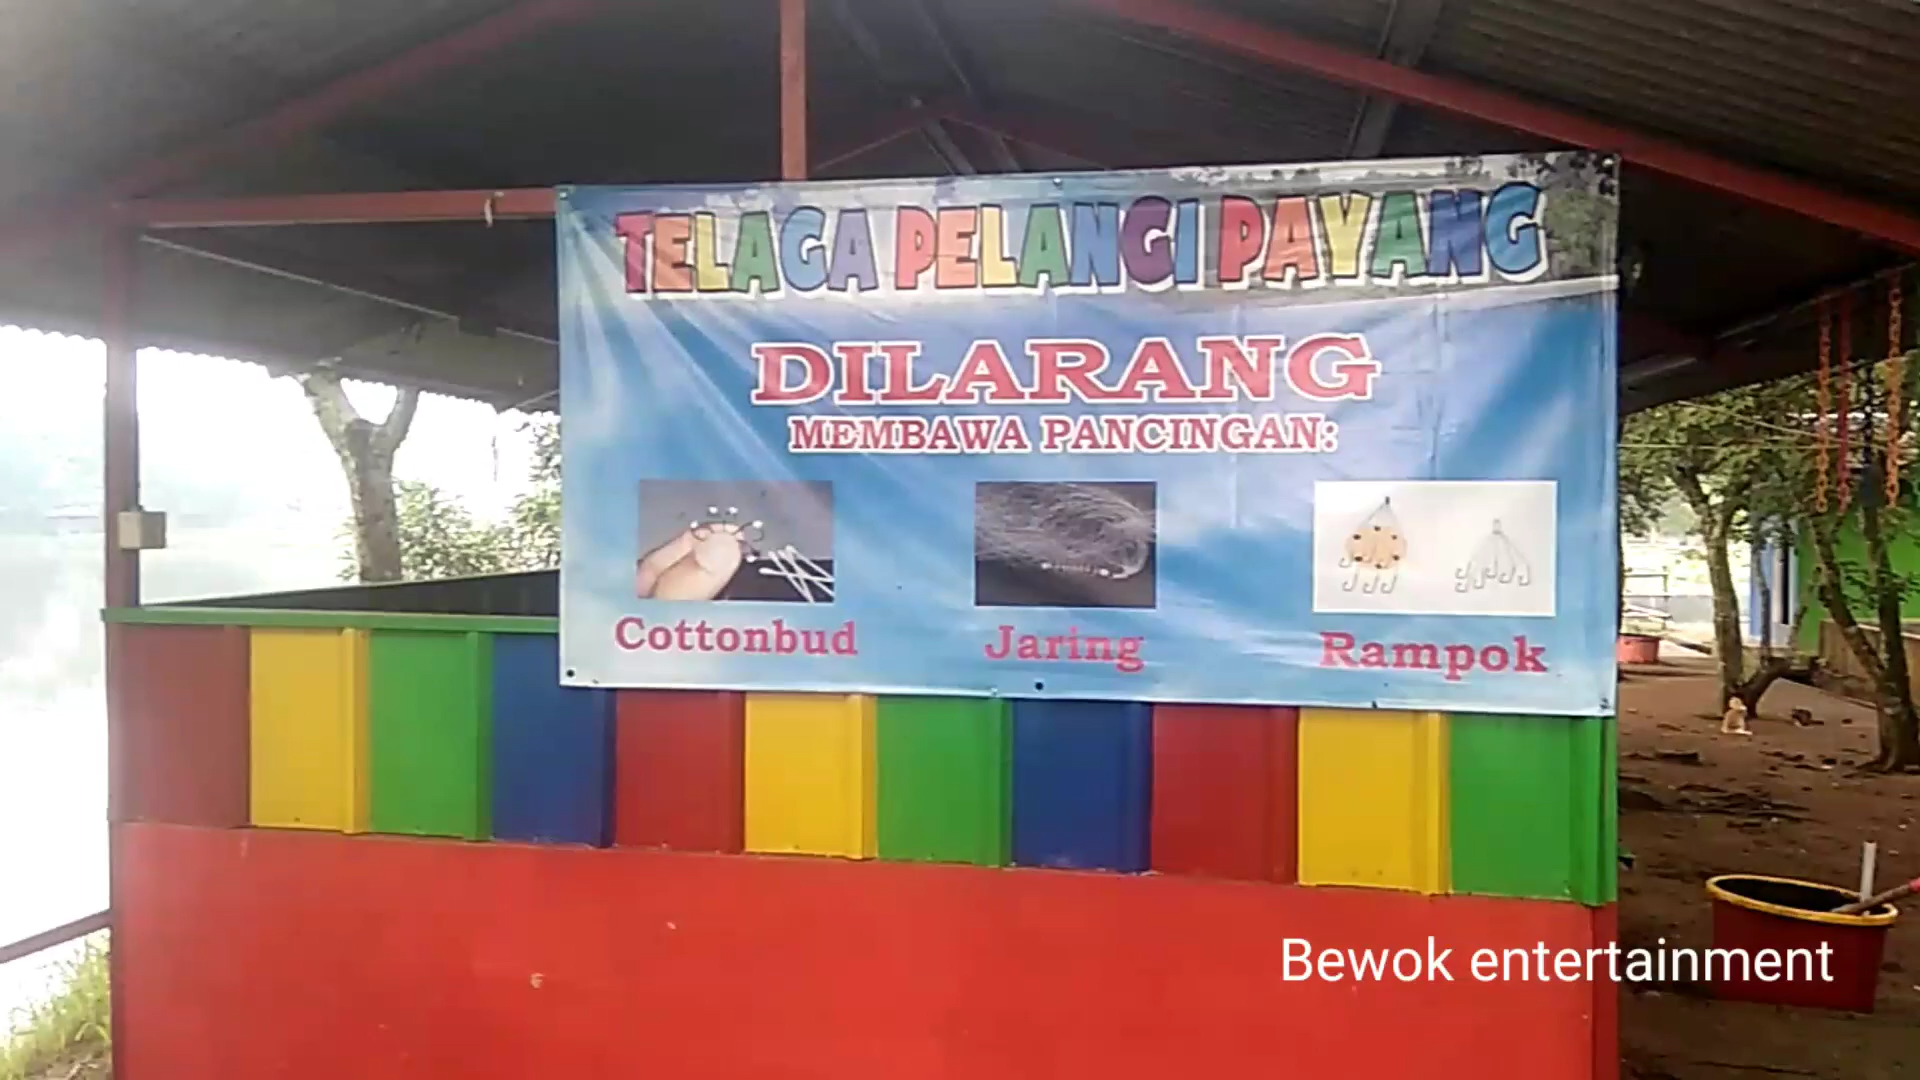 TELAGA PELANGI PAYANG
DILARANG
MEMBAWA PANCINGAN:
Cottonbud Jaring Rampok
Bewok entertainment